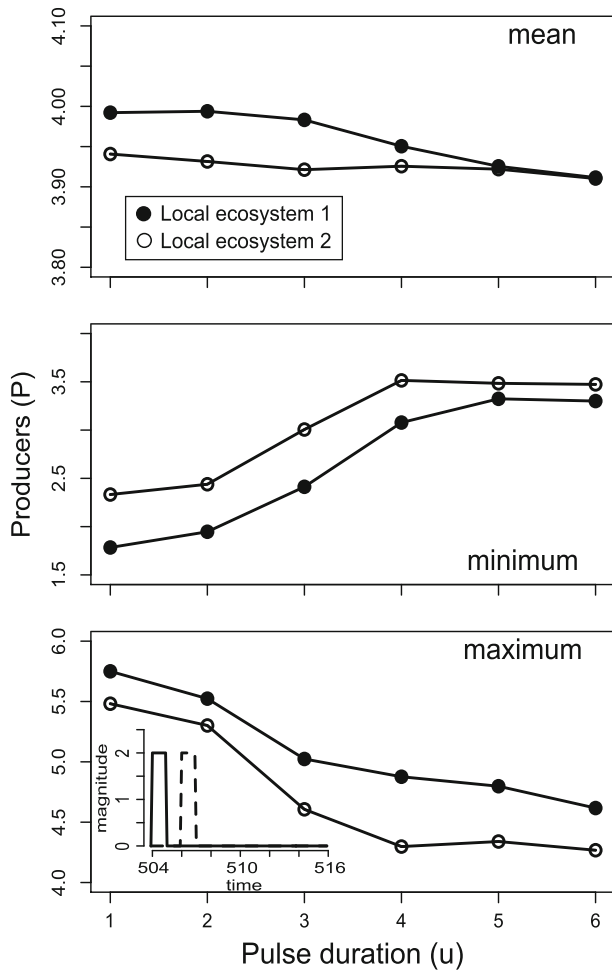 mean
4.10
4.00
3.90
3.80
Local ecosystem 1
Local ecosystem 2
Producers (P)
3.5
2.5
1.5
minimum
maximum
6.0
5.5
5.0
4.5
4.0
magnitude
2
1
0
504
510
516
time
1
2
3
4
5
6
Pulse duration (u)